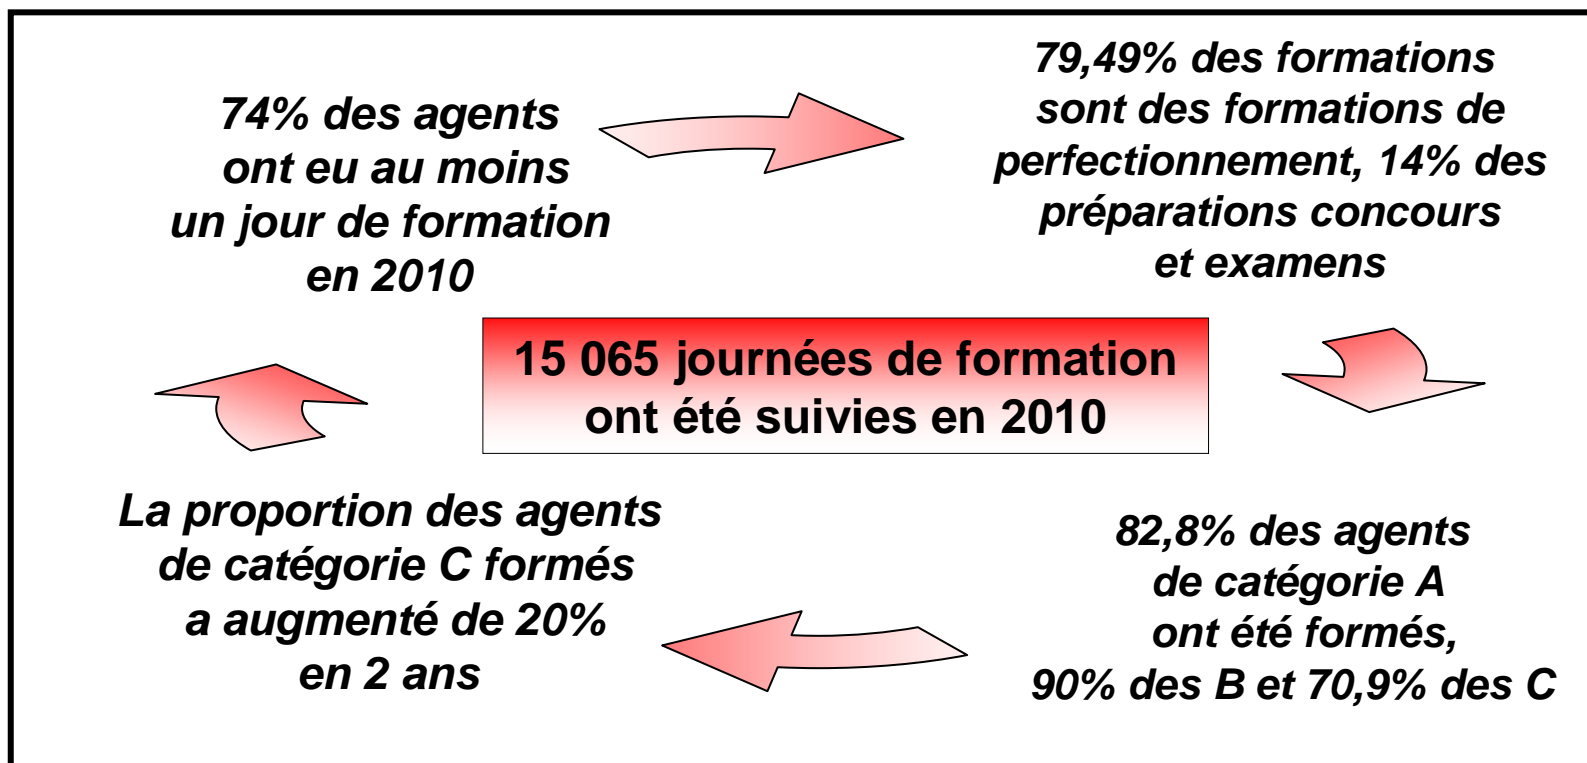 74% des agents
ont eu au moins
un jour de formation
en 2010
79,49% des formations
sont des formations de
perfectionnement, 14% des
préparations concours
et examens
15 065 journées de formation
ont été suivies en 2010
La proportion des agents
de catégorie C formés
a augmenté de 20%
en 2 ans
82,8% des agents
de catégorie A
ont été formés,
90% des B et 70,9% des C